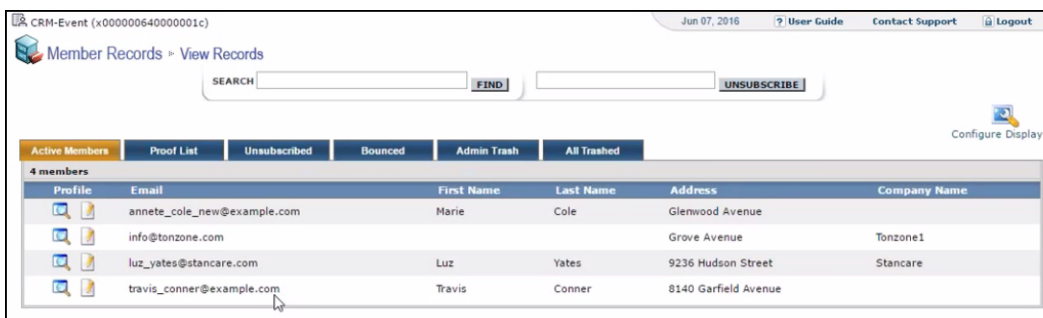 CRM-Event (x000000640000001c) Jun 07, 2016 ? User Guide Contact Support Logout
Member Records » View Records
SEARCH FIND UNSUBSCRIBE
Configure Display
Active Members Proof List Unsubscribed Bounced Admin Trash All Trashed
4 members
Profile Email First Name Last Name Address Company Name
annete_cole_new@example.com Marie Cole Glenwood Avenue
info@tonzone.com Grove Avenue Tonzone1
luz_yates@stancare.com Luz Yates 9236 Hudson Street Stancare
travis_conner@example.com Travis Conner 8140 Garfield Avenue